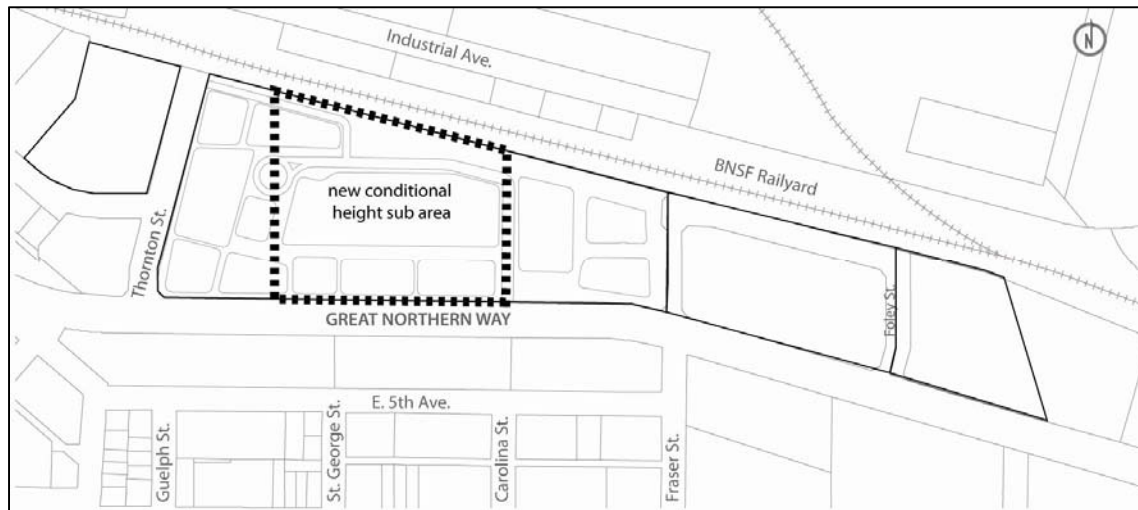 Industrial Ave.
N
BNSF Railyard
new conditional
height sub area
Thornton St.
GREAT NORTHERN WAY
Foley St.
E. 5th Ave.
Guelph St.
St. George St.
Carolina St.
Fraser St.